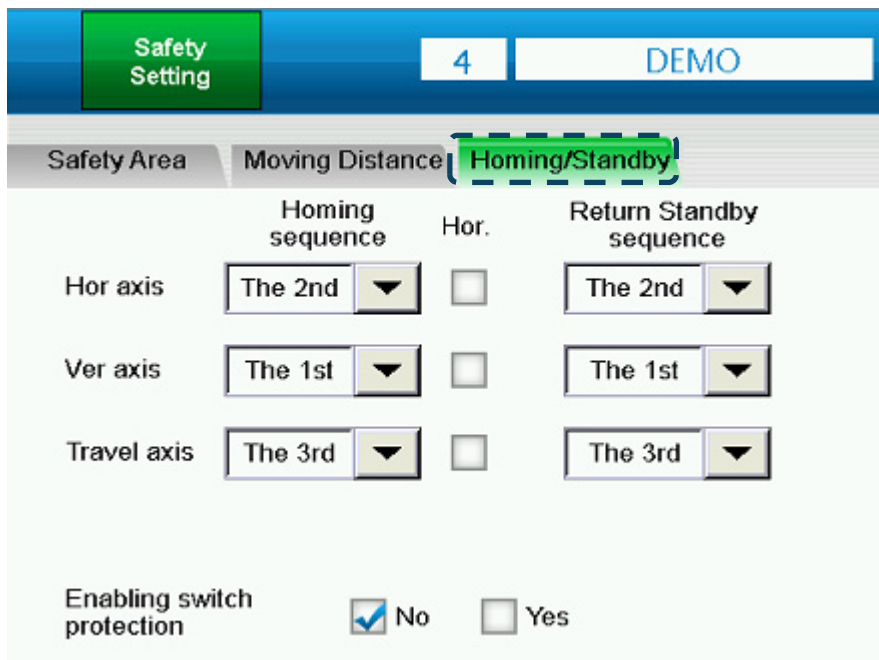 Safety
Setting
4
DEMO
Safety Area
Moving Distance
Homing/Standby
Homing
sequence
Hor.
Return Standby
sequence
Hor axis
The 2nd
The 2nd
Ver axis
The 1st
The 1st
Travel axis
The 3rd
The 3rd
Enabling switch
protection
No
Yes